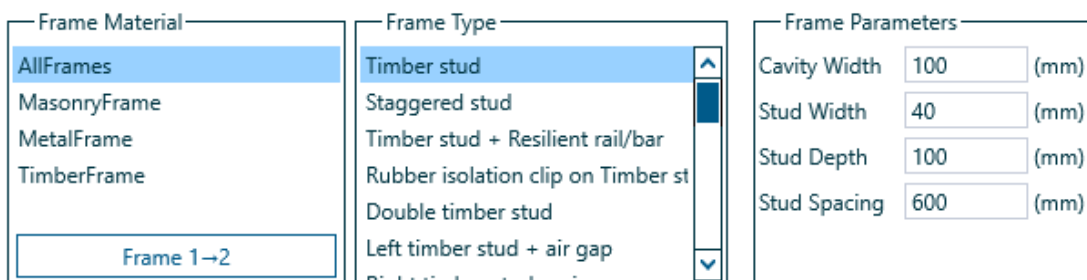 Frame Material
AllFrames
MasonryFrame
MetalFrame
TimberFrame
Frame 1→2
Frame Type
Timber stud
Staggered stud
Timber stud + Resilient rail/bar
Rubber isolation clip on Timber st
Double timber stud
Left timber stud + air gap
Frame Parameters
Cavity Width 100 (mm)
Stud Width 40 (mm)
Stud Depth 100 (mm)
Stud Spacing 600 (mm)